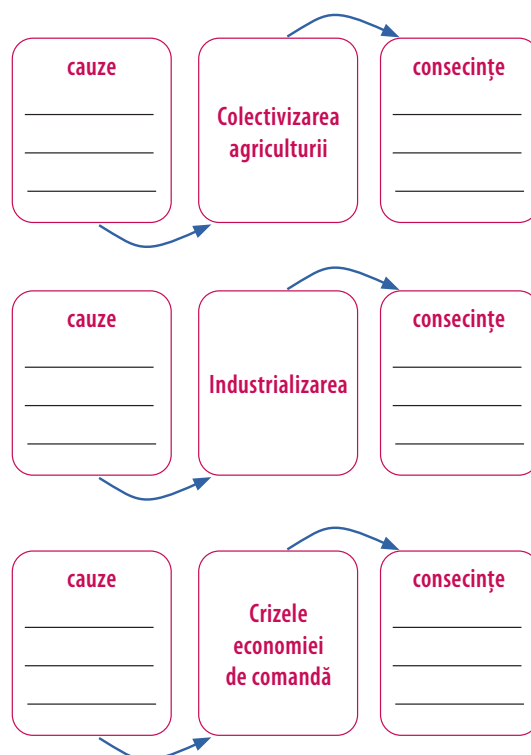 cauze
Colectivizarea
agriculturii
consecințe
cauze
Industrializarea
consecințe
cauze
Crizele
economiei
de comandă
consecințe